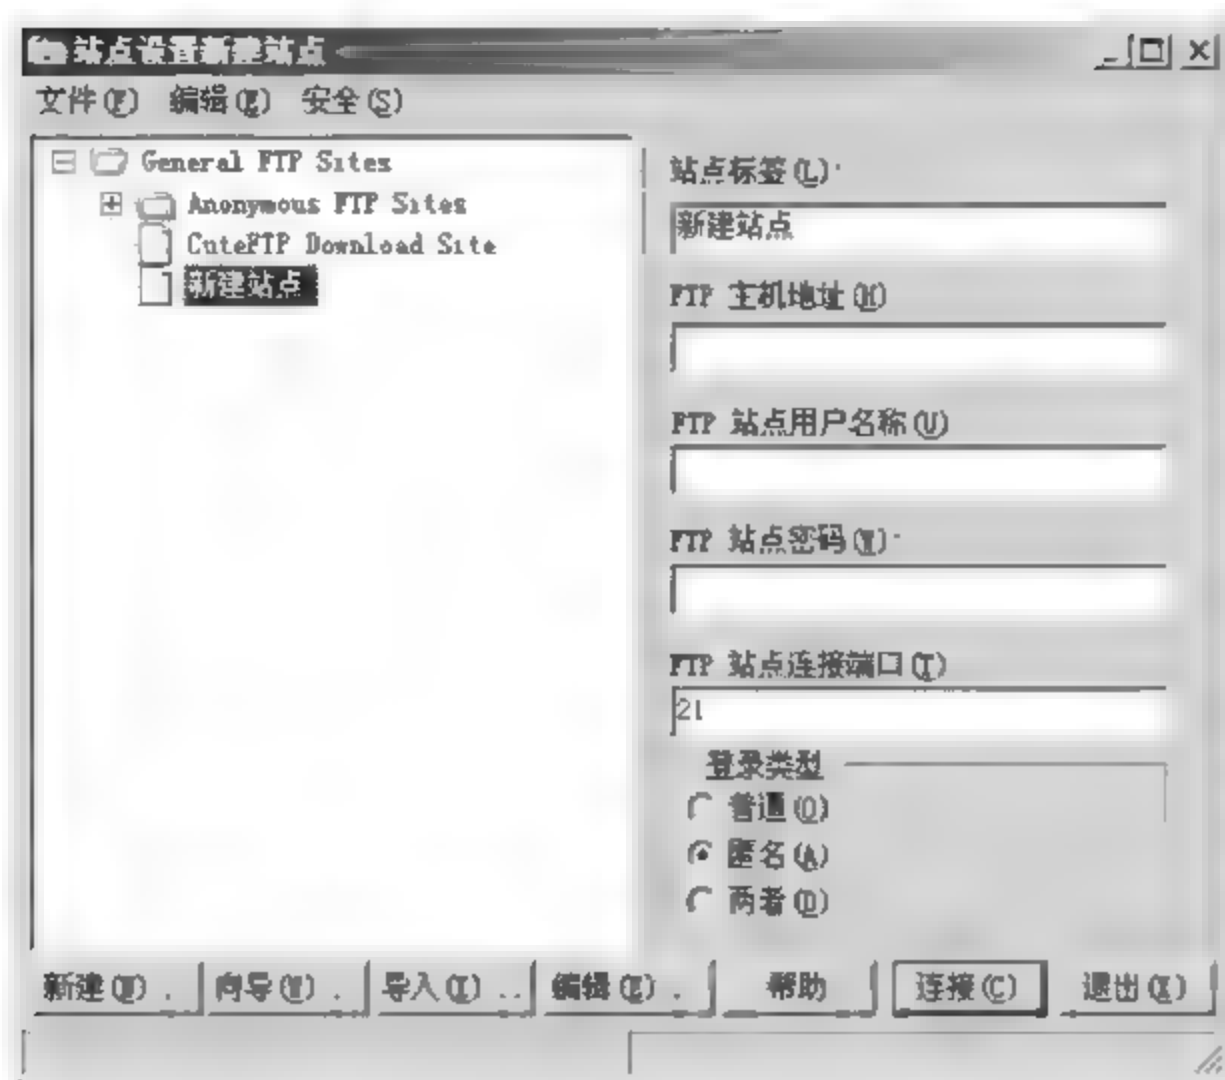 站点设置新建站点
文件(F) 编辑(E) 安全(S)
General FTP Sites
Anonymous FTP Sites
CuteFTP Download Site
新建站点
站点标签(L):
新建站点
FTP 主机地址(H)
FTP 站点用户名称(U)
FTP 站点密码(W):
FTP 站点连接端口(T)
21
登录类型
普通(O)
匿名(A)
两者(D)
新建(N) . 向导(W) . 导入(I) .. 编辑(E) . 帮助 连接(C) 退出(X)